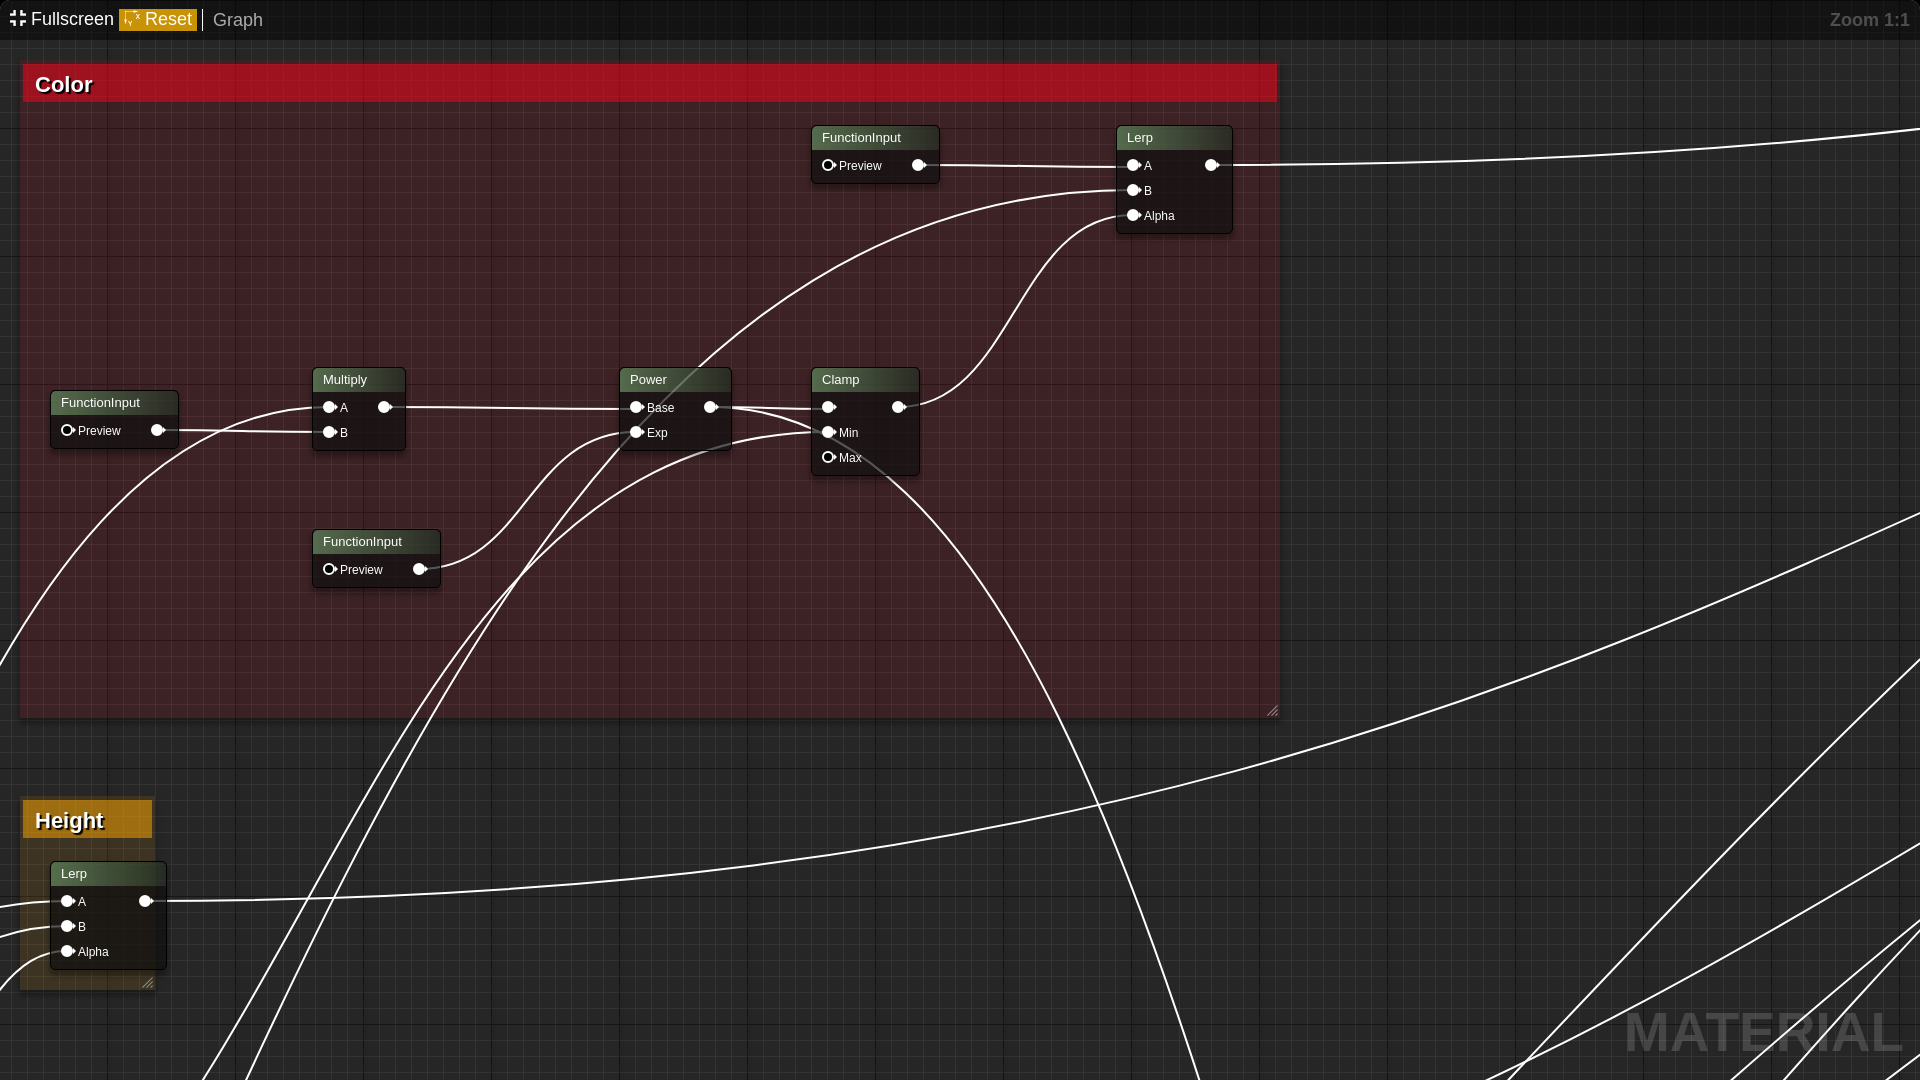 Fullscreen Reset Graph Zoom 1:1
Color
FunctionInput
Preview
Lerp
A
B
Alpha
FunctionInput
Preview
Multiply
A
B
Power
Base
Exp
Clamp
Min
Max
FunctionInput
Preview
Height
Lerp
A
B
Alpha
MATERIAL